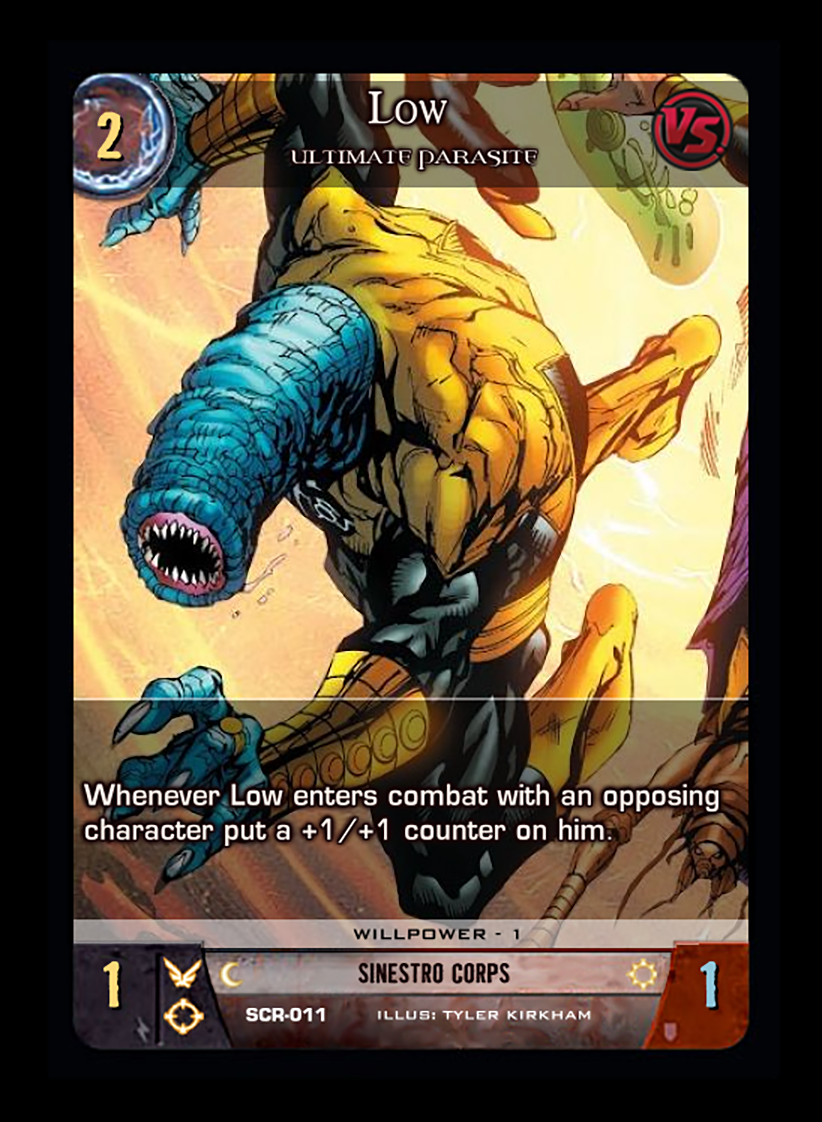 2
Low
ULTIMATE PARASITE
VS.
Whenever Low enters combat with an opposing
character put a +1/+1 counter on him.
WILLPOWER - 1
1
SINESTRO CORPS
1
SCR-011
ILLUS: TYLER KIRKHAM